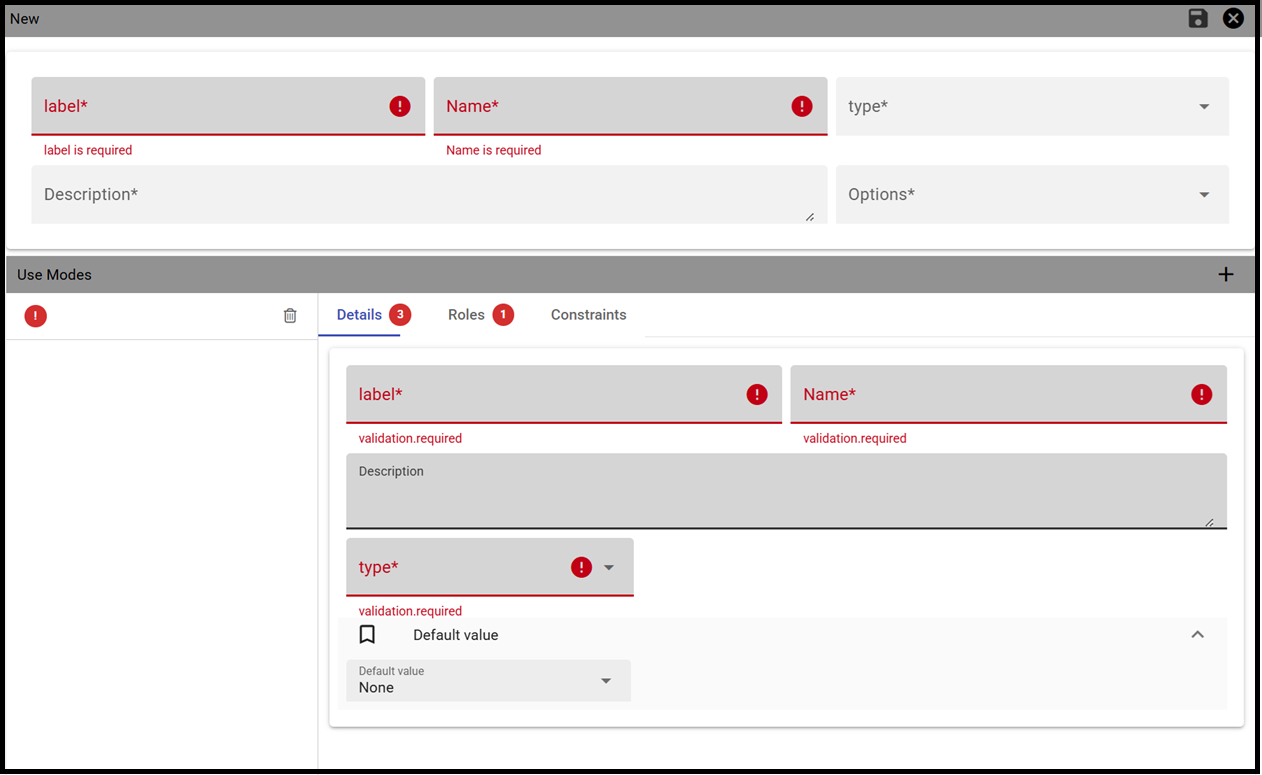 New
label*
Name*
type*
label is required
Name is required
Description*
Options*
Use Modes
Details 3
Roles 1
Constraints
label*
Name*
validation.required
validation.required
Description
type*
validation.required
Default value
Default value
None